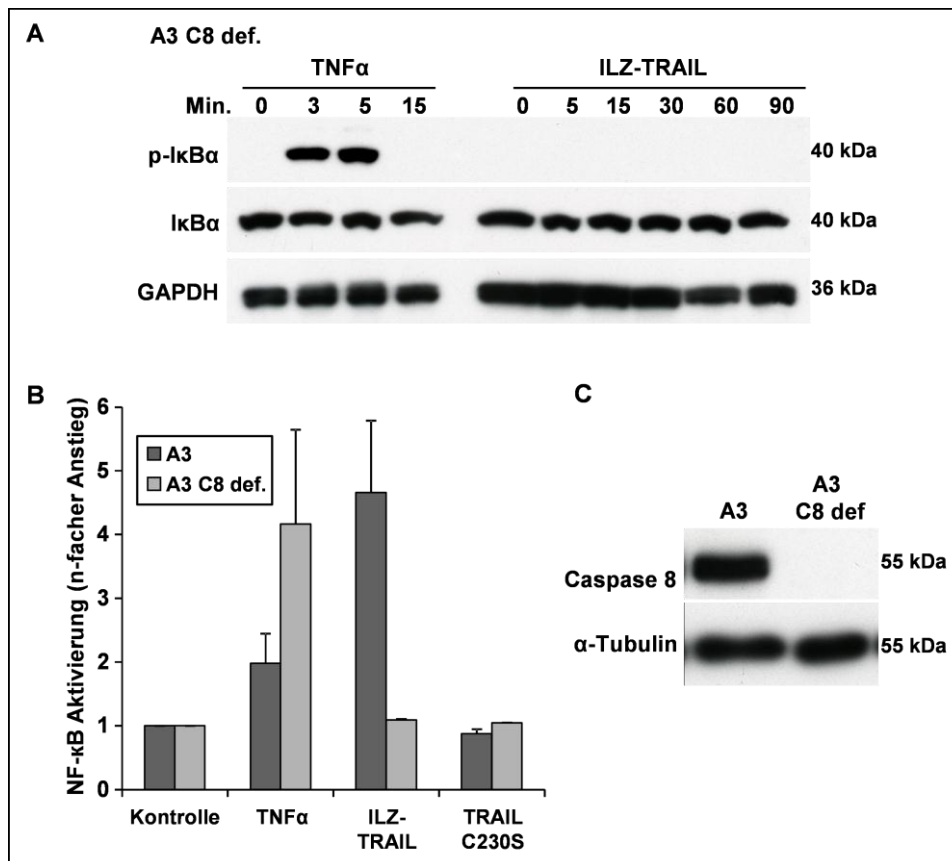 A
A3 C8 def.
TNFα ILZ-TRAIL
Min. 0 3 5 15 0 5 15 30 60 90
p-IκBα 40 kDa
IκBα 40 kDa
GAPDH 36 kDa
B
NF-κB Aktivierung (n-facher Anstieg)
6
5
4
3
2
1
0
A3
A3 C8 def.
Kontrolle TNFα ILZ-TRAIL TRAIL C230S
C
A3 A3 C8 def
Caspase 8 55 kDa
α-Tubulin 55 kDa